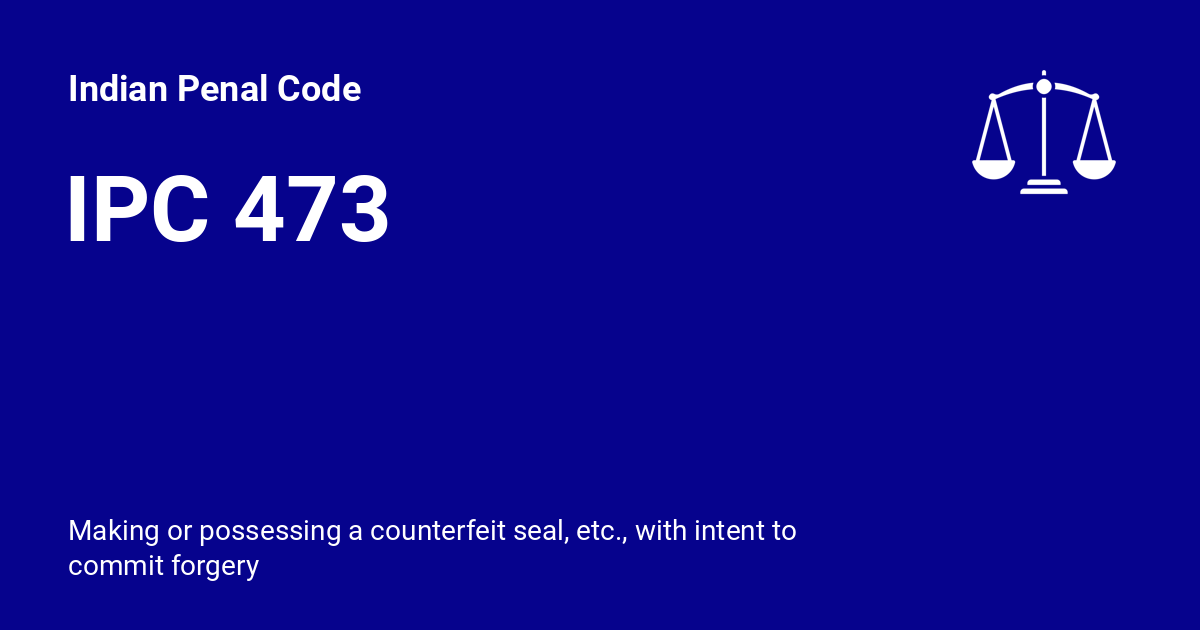 Indian Penal Code
IPC 473
Making or possessing a counterfeit seal, etc., with intent to
commit forgery